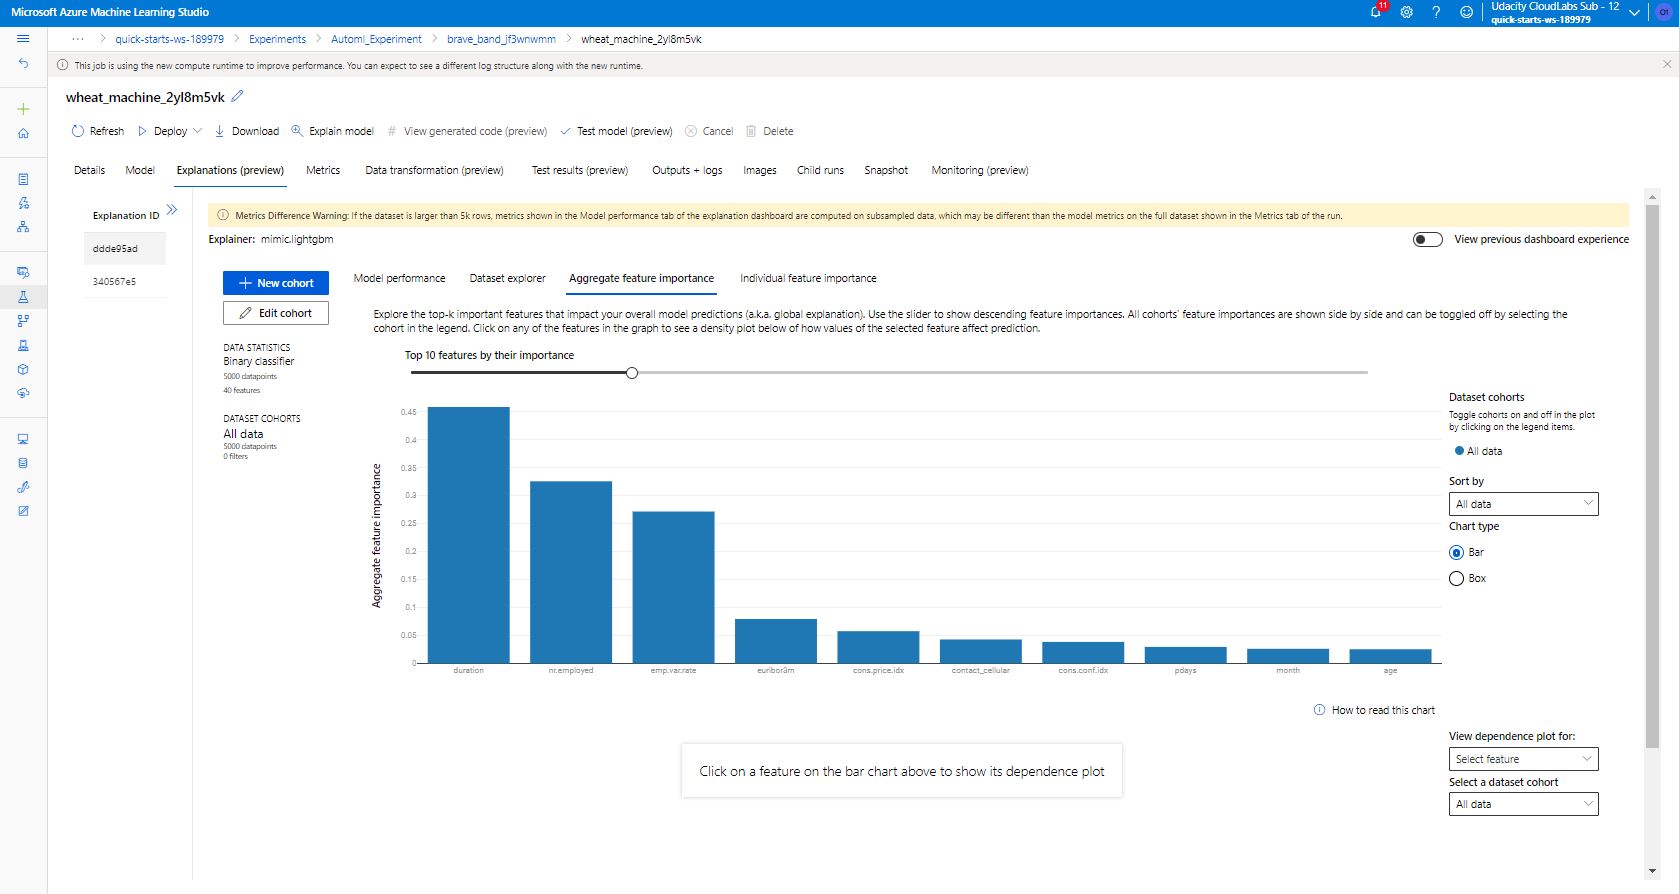 Microsoft Azure Machine Learning Studio
11
Udacity CloudLabs Sub - 12
quick-starts-ws-189979
OT
··· > quick-starts-ws-189979 > Experiments > Automl_Experiment > brave_band_jf3wnwmm > wheat_machine_2yl8m5vk
This job is using the new compute runtime to improve performance. You can expect to see a different log structure along with the new runtime.
wheat_machine_2yl8m5vk
Refresh Deploy Download Explain model # View generated code (preview) Test model (preview) Cancel Delete
Details Model Explanations (preview) Metrics Data transformation (preview) Test results (preview) Outputs + logs Images Child runs Snapshot Monitoring (preview)
Explanation ID
ddde95ad
340567e5
Metrics Difference Warning: If the dataset is larger than 5k rows, metrics shown in the Model performance tab of the explanation dashboard are computed on subsampled data, which may be different than the model metrics on the full dataset shown in the Metrics tab of the run.
Explainer: mimic.lightgbm
View previous dashboard experience
New cohort
Edit cohort
Model performance Dataset explorer Aggregate feature importance Individual feature importance
Explore the top-k important features that impact your overall model predictions (a.k.a. global explanation). Use the slider to show descending feature importances. All cohorts' feature importances are shown side by side and can be toggled off by selecting the
cohort in the legend. Click on any of the features in the graph to see a density plot below of how values of the selected feature affect prediction.
DATA STATISTICS
Binary classifier
5000 datapoints
40 features
DATASET COHORTS
All data
5000 datapoints
0 filters
Top 10 features by their importance
Aggregate feature importance
0.45
0.4
0.35
0.3
0.25
0.2
0.15
0.1
0.05
0
duration nr.employed emp.var.rate euribor3m cons.price.idx contact_cellular cons.conf.idx pdays month age
Dataset cohorts
Toggle cohorts on and off in the plot
by clicking on the legend items.
All data
Sort by
All data
Chart type
Bar
Box
How to read this chart
Click on a feature on the bar chart above to show its dependence plot
View dependence plot for:
Select feature
Select a dataset cohort
All data